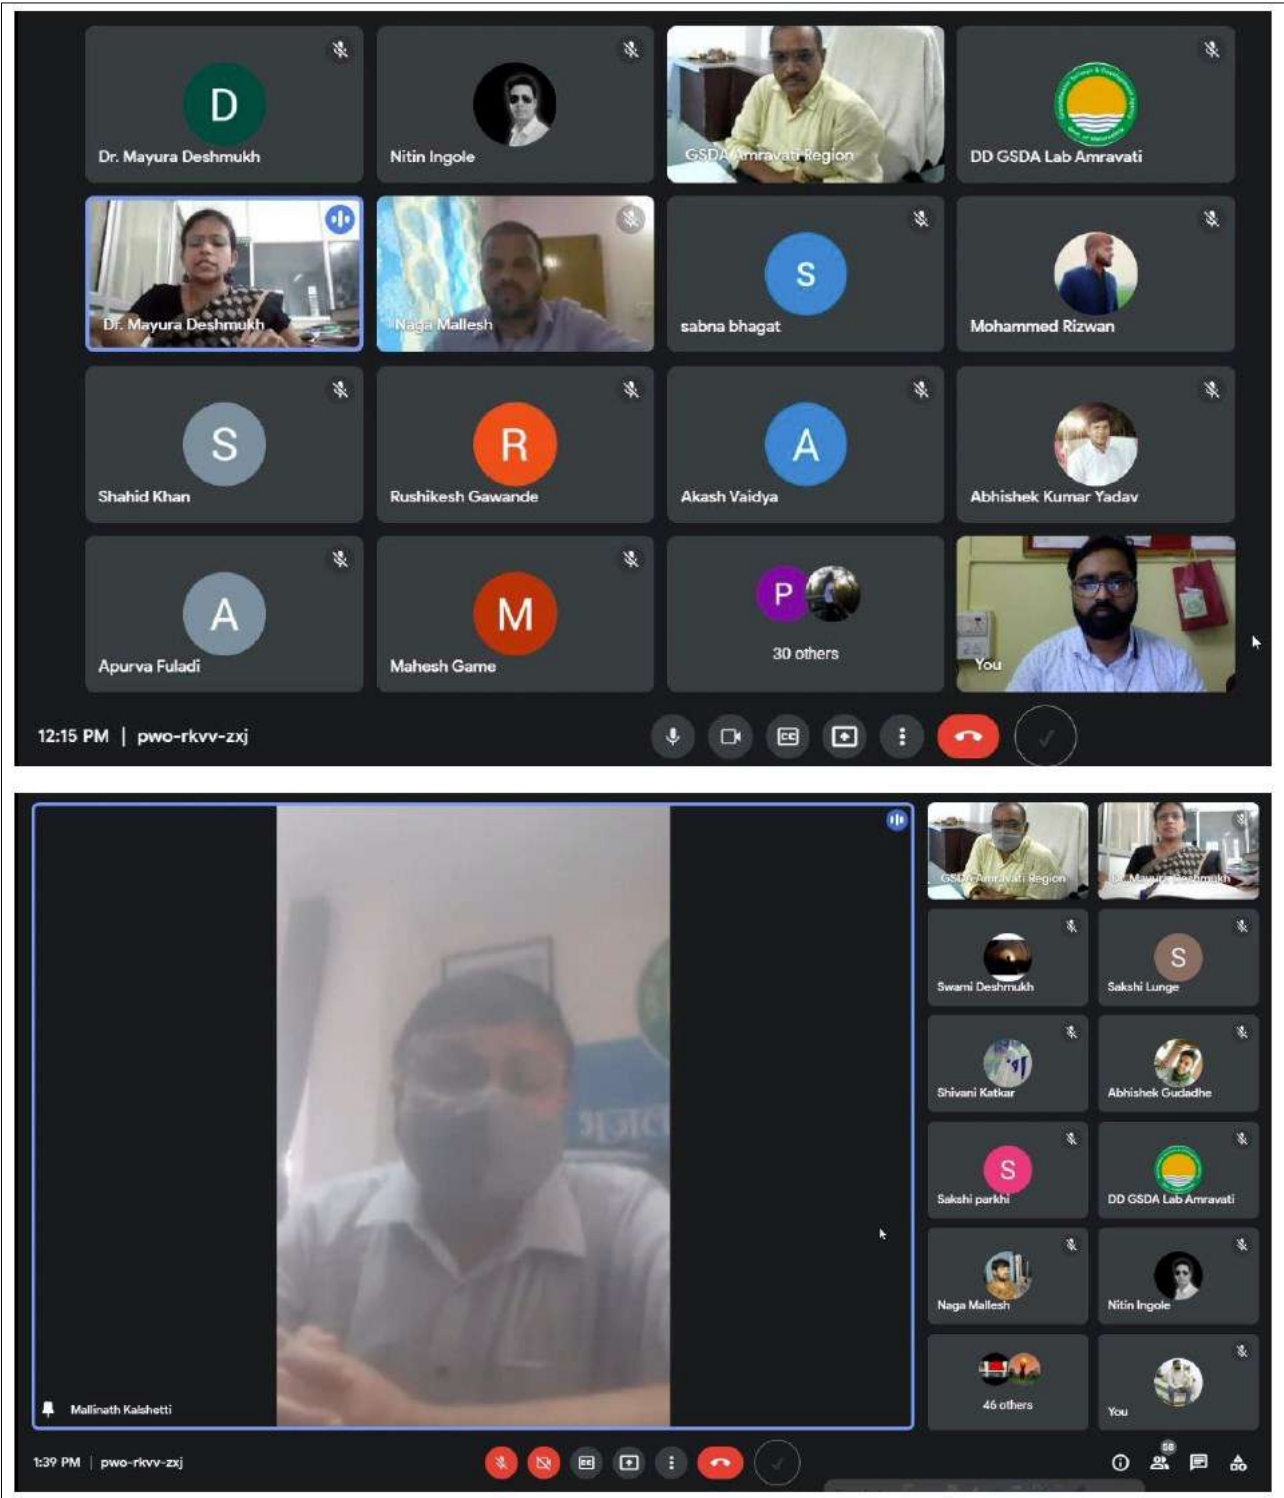 D
Dr. Mayura Deshmukh
Nitin Ingole
GSDA Amravati Region
DD GSDA Lab Amravati
Dr. Mayura Deshmukh
Naga Mallesh
S
sabna bhagat
Mohammed Rizwan
S
Shahid Khan
R
Rushikesh Gawande
A
Akash Vaidya
Abhishek Kumar Yadav
A
Apurva Fuladi
M
Mahesh Game
P
30 others
You
12:15 PM | pwo-rkvv-zxj
CC
Mallinath Kalshetti
GSDA Amravati Region
Dr. Mayura Deshmukh
Swami Deshmukh
S
Sakshi Lunge
Shivani Katkar
Abhishek Gudadhe
S
Sakshi parkhi
DD GSDA Lab Amravati
Naga Mallesh
Nitin Ingole
46 others
You
1:39 PM | pwo-rkvv-zxj
CC
58